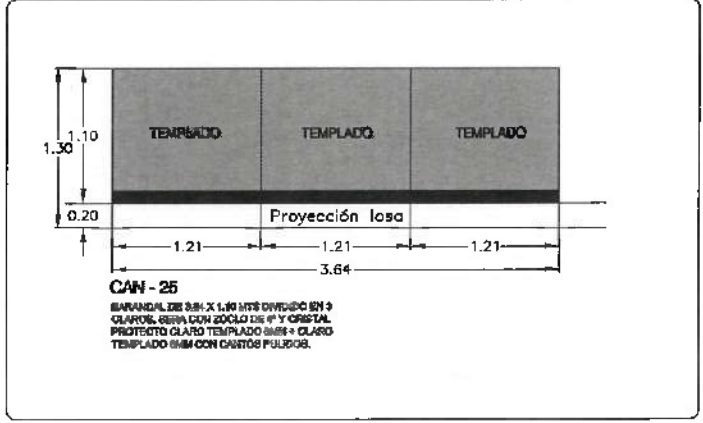 TEMPLADO TEMPLADO TEMPLADO
1.10
1.30
0.20
Proyección losa
1.21 1.21 1.21
3.64
CAN - 25
BARANDAL DE 3.64 X 1.10 MTS DIVIDIDO EN 3
CLAROS, SERA CON ZOCLO DE 4" Y CRISTAL
PROTECTO CLARO TEMPLADO 6MM + CLARO
TEMPLADO 6MM CON CANTOS PULIDOS.